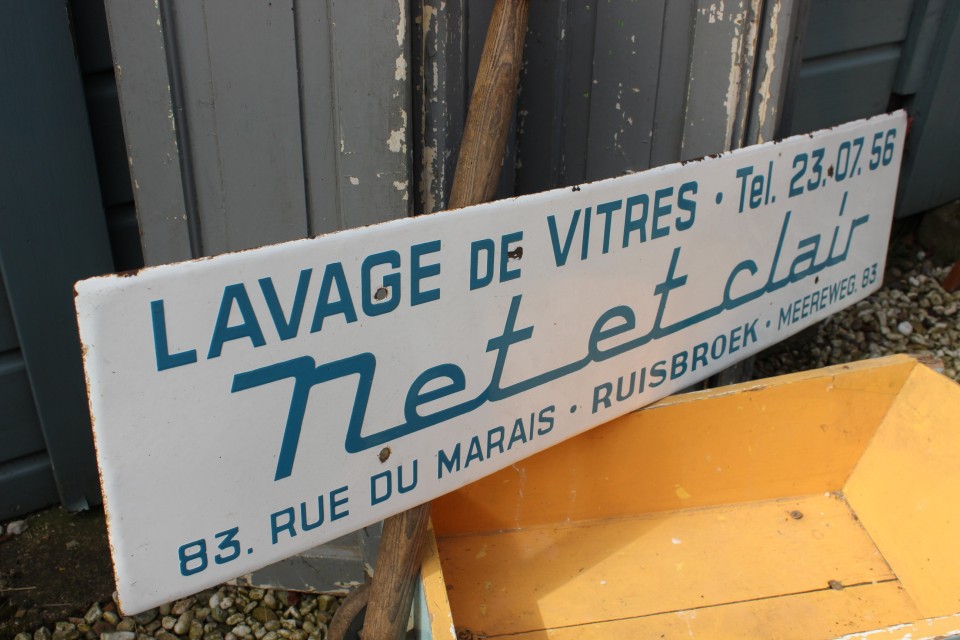 LAVAGE DE VITRES · Tel. 23.07.56
Net et clair
83. RUE DU MARAIS · RUISBROEK · MEEREWEG. 83